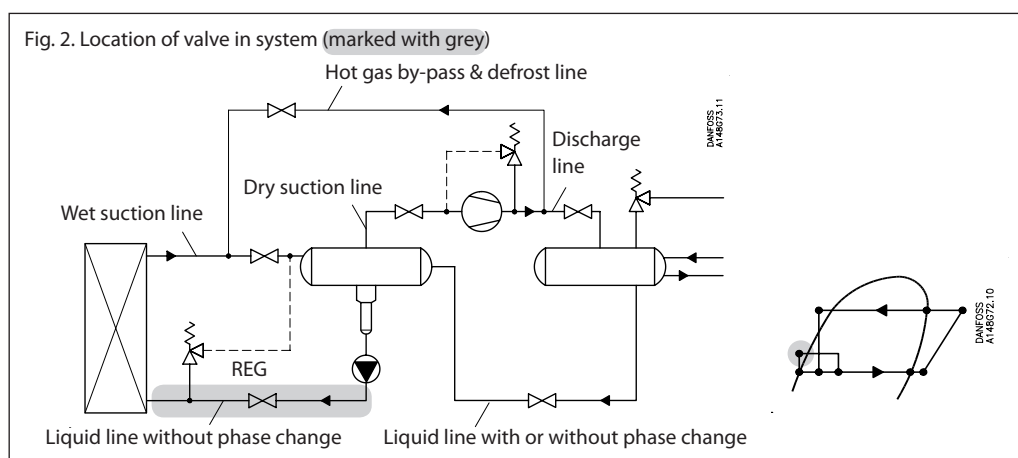 Fig. 2. Location of valve in system (marked with grey)
Hot gas by-pass & defrost line
DANFOSS
A148G73.11
Discharge
line
Dry suction line
Wet suction line
DANFOSS
A148G72.10
REG
Liquid line without phase change
Liquid line with or without phase change